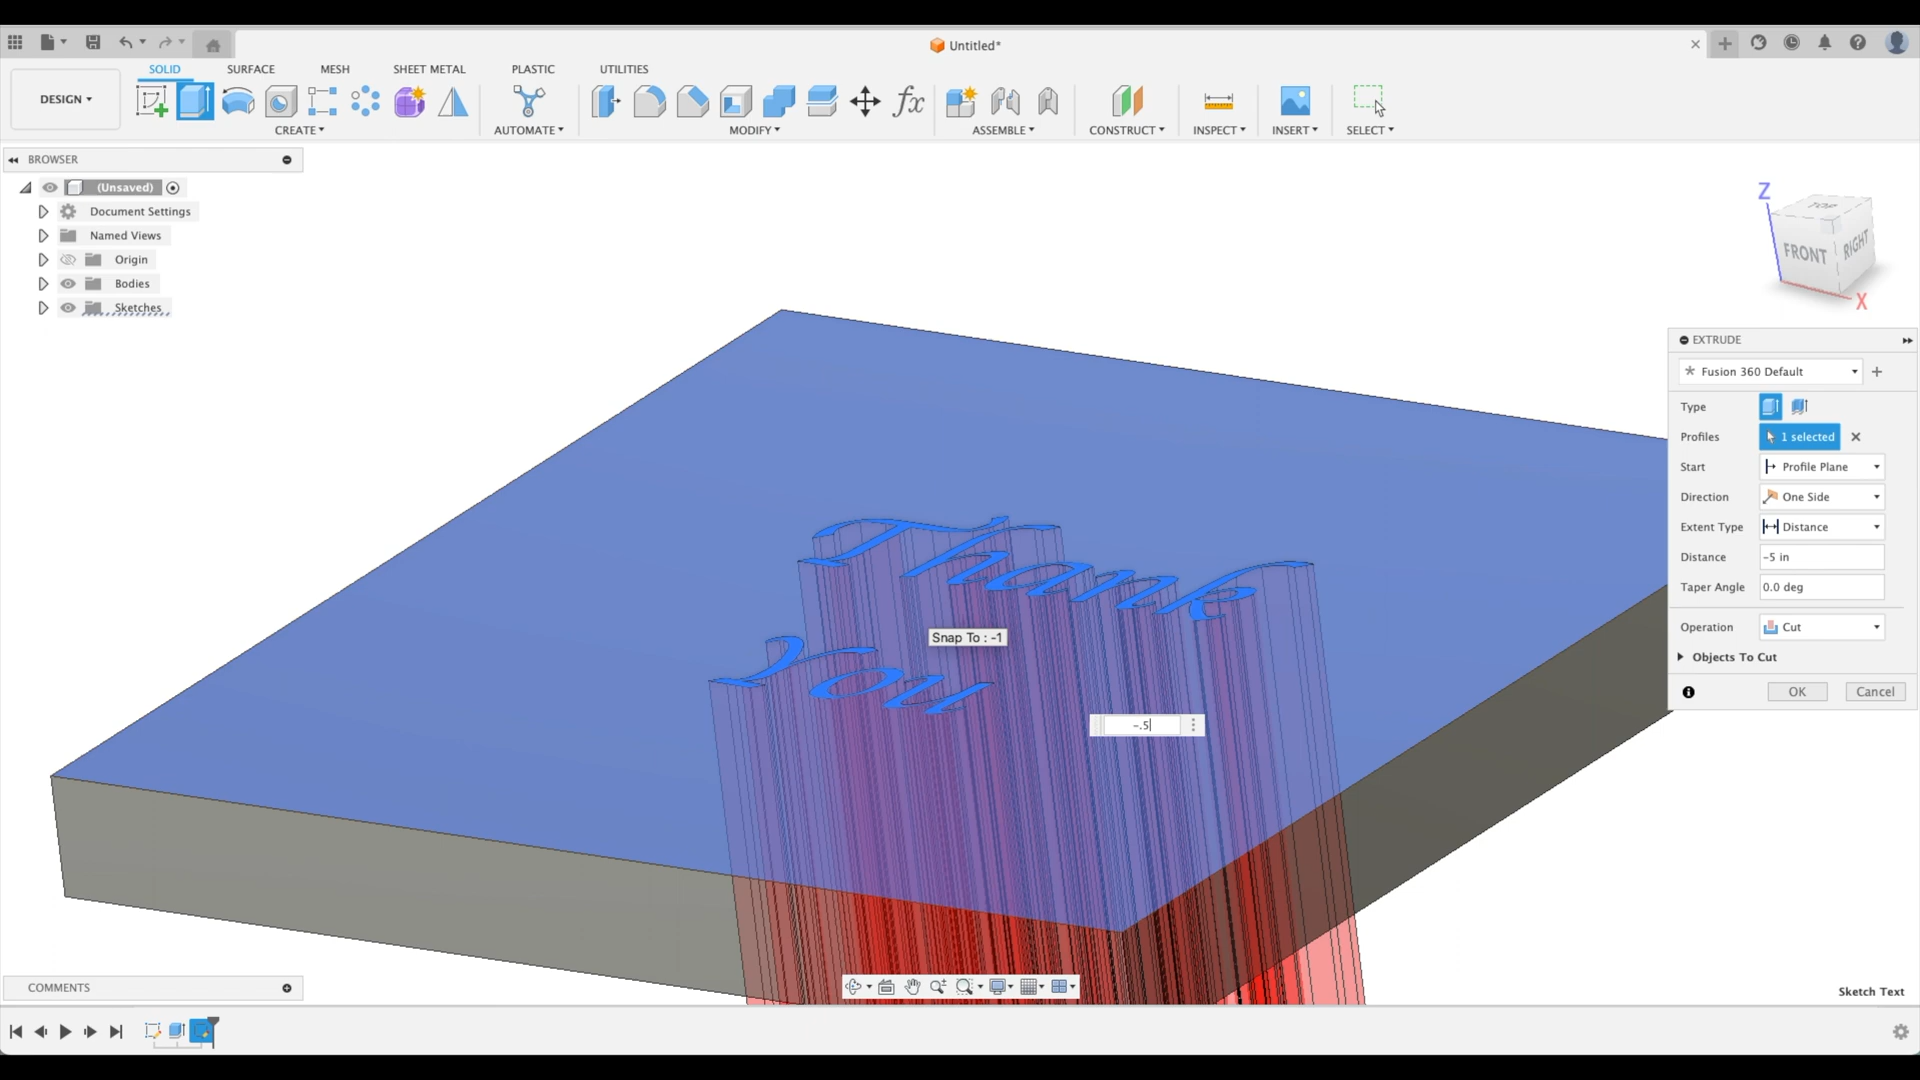 Untitled*
SOLID SURFACE MESH SHEET METAL PLASTIC UTILITIES
DESIGN
fx
CREATE AUTOMATE MODIFY ASSEMBLE CONSTRUCT INSPECT INSERT SELECT
BROWSER
(Unsaved)
Document Settings
Named Views
Origin
Bodies
Sketches
Z
TOP
FRONT
RIGHT
X
EXTRUDE
Fusion 360 Default
Type
Profiles 1 selected
Start Profile Plane
Direction One Side
Extent Type Distance
Distance -5 in
Taper Angle 0.0 deg
Operation Cut
Objects To Cut
OK Cancel
Thank
You
Snap To : -1
-.5
COMMENTS
Sketch Text